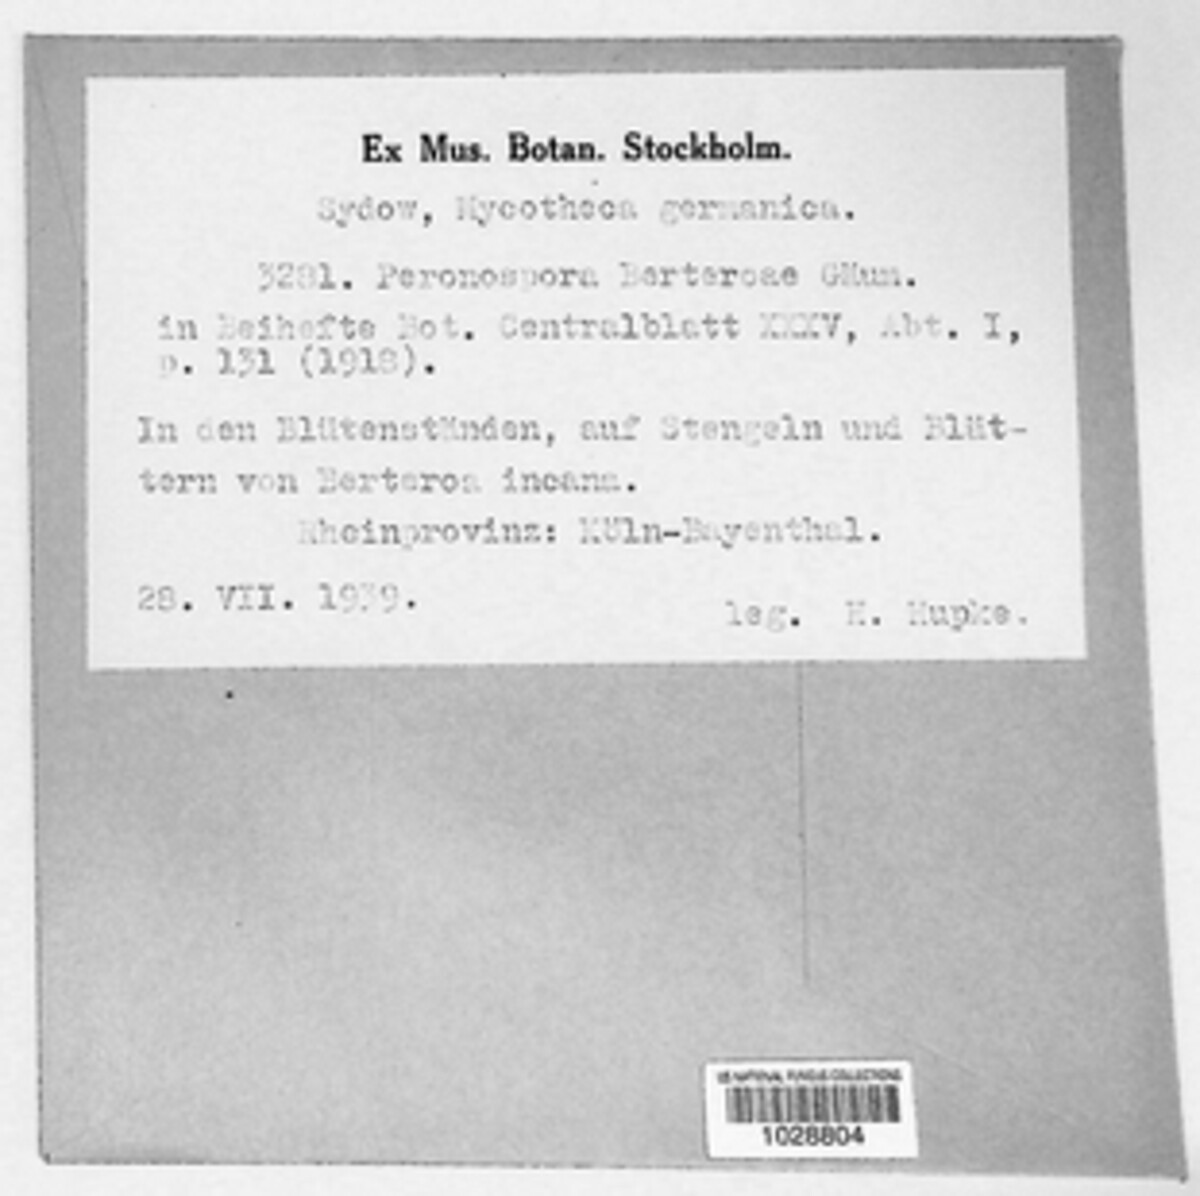 Ex Mus. Botan. Stockholm.
Sydow, Mycotheca germanica.
3281. Peronospora Berteroae Gäum.
in Beihefte Bot. Centralblatt XXXV, Abt. I,
p. 131 (1918).
In den Blütenständen, auf Stengeln und Blät-
tern von Berteroa incana.
Rheinprovinz: Köln-Bayenthal.
28. VII. 1939.
leg. H. Hupke.
US NATIONAL FUNGUS COLLECTIONS
1028804